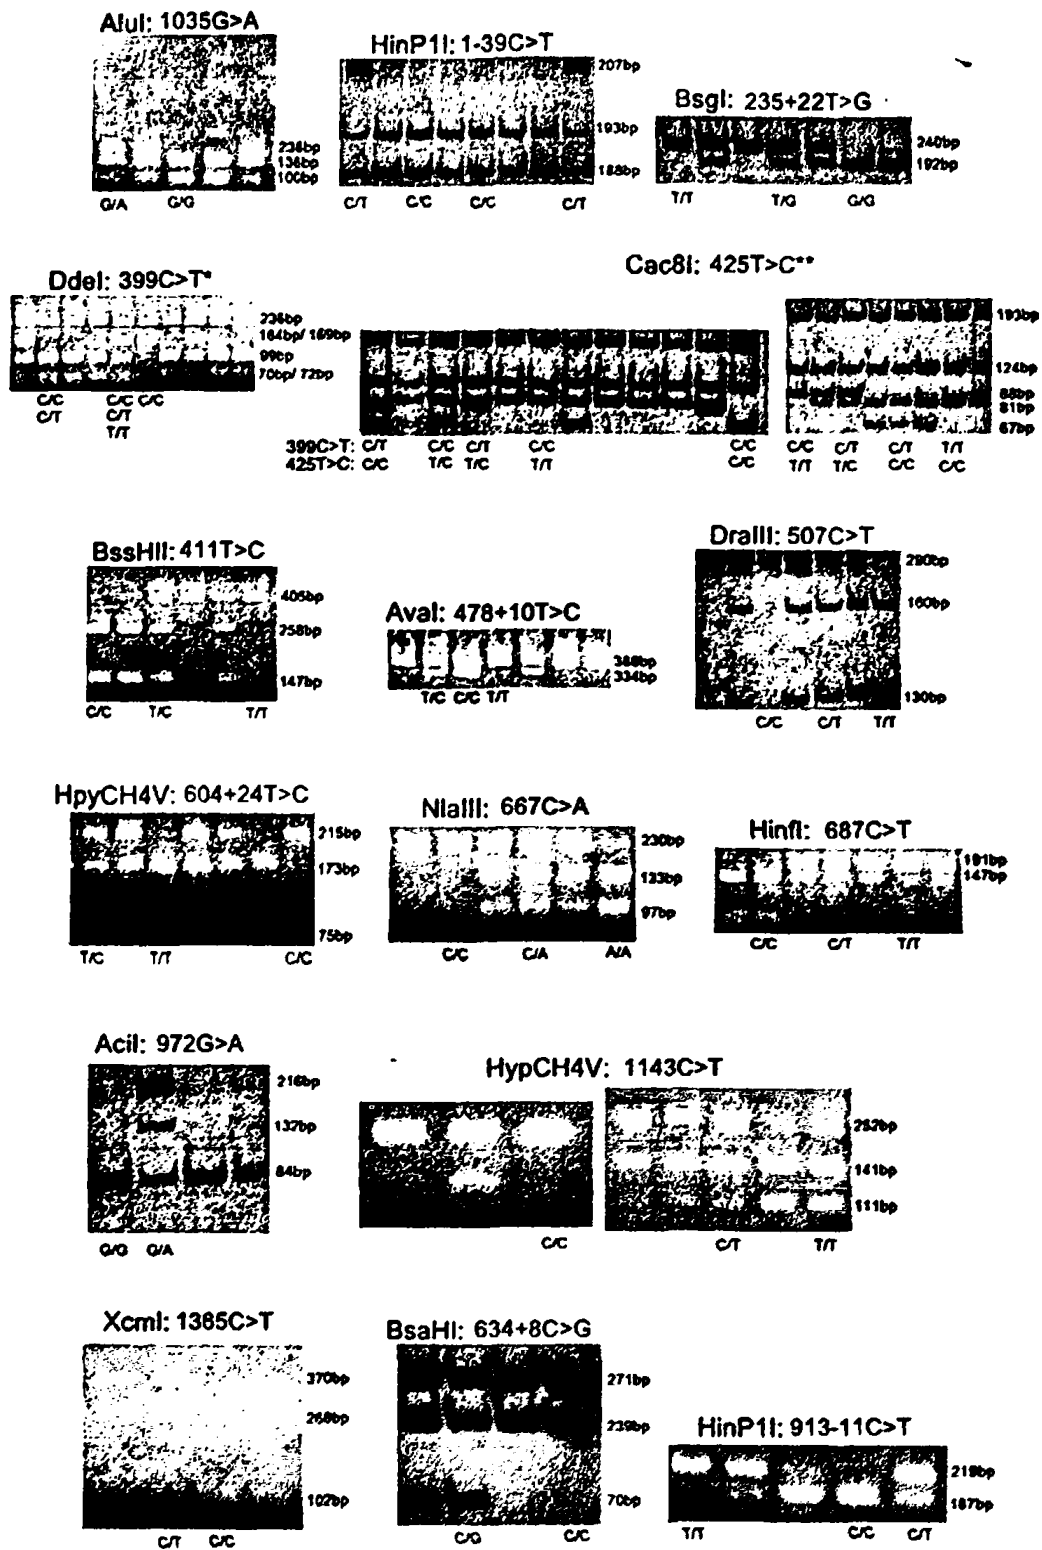 AluI: 1035G>A
236bp
136bp
100bp
G/A G/G
HinP1I: 1-39C>T
207bp
193bp
188bp
C/T C/C C/C C/T
BsgI: 235+22T>G
240bp
192bp
T/T T/G G/G
DdeI: 399C>T*
236bp
164bp/ 169bp
99bp
70bp/ 72bp
C/C C/C C/C
C/T C/T
T/T
Cac8I: 425T>C**
193bp
124bp
88bp
81bp
67bp
399C>T: C/T C/C C/T C/C C/C C/C C/T C/T T/T
425T>C: C/C T/C T/C T/T C/C T/T T/C C/C C/C
BssHII: 411T>C
405bp
258bp
147bp
C/C T/C T/T
AvaI: 478+10T>C
368bp
334bp
T/C C/C T/T
DraIII: 507C>T
290bp
160bp
130bp
C/C C/T T/T
HpyCH4V: 604+24T>C
215bp
173bp
75bp
T/C T/T C/C
NlaIII: 667C>A
230bp
133bp
97bp
C/C C/A A/A
HinfI: 687C>T
191bp
147bp
C/C C/T T/T
AciI: 972G>A
216bp
132bp
84bp
G/G G/A
HypCH4V: 1143C>T
252bp
141bp
111bp
C/C C/T T/T
XcmI: 1385C>T
370bp
268bp
102bp
C/T C/C
BsaHI: 634+8C>G
271bp
239bp
70bp
C/G C/C
HinP1I: 913-11C>T
219bp
187bp
T/T C/C C/T